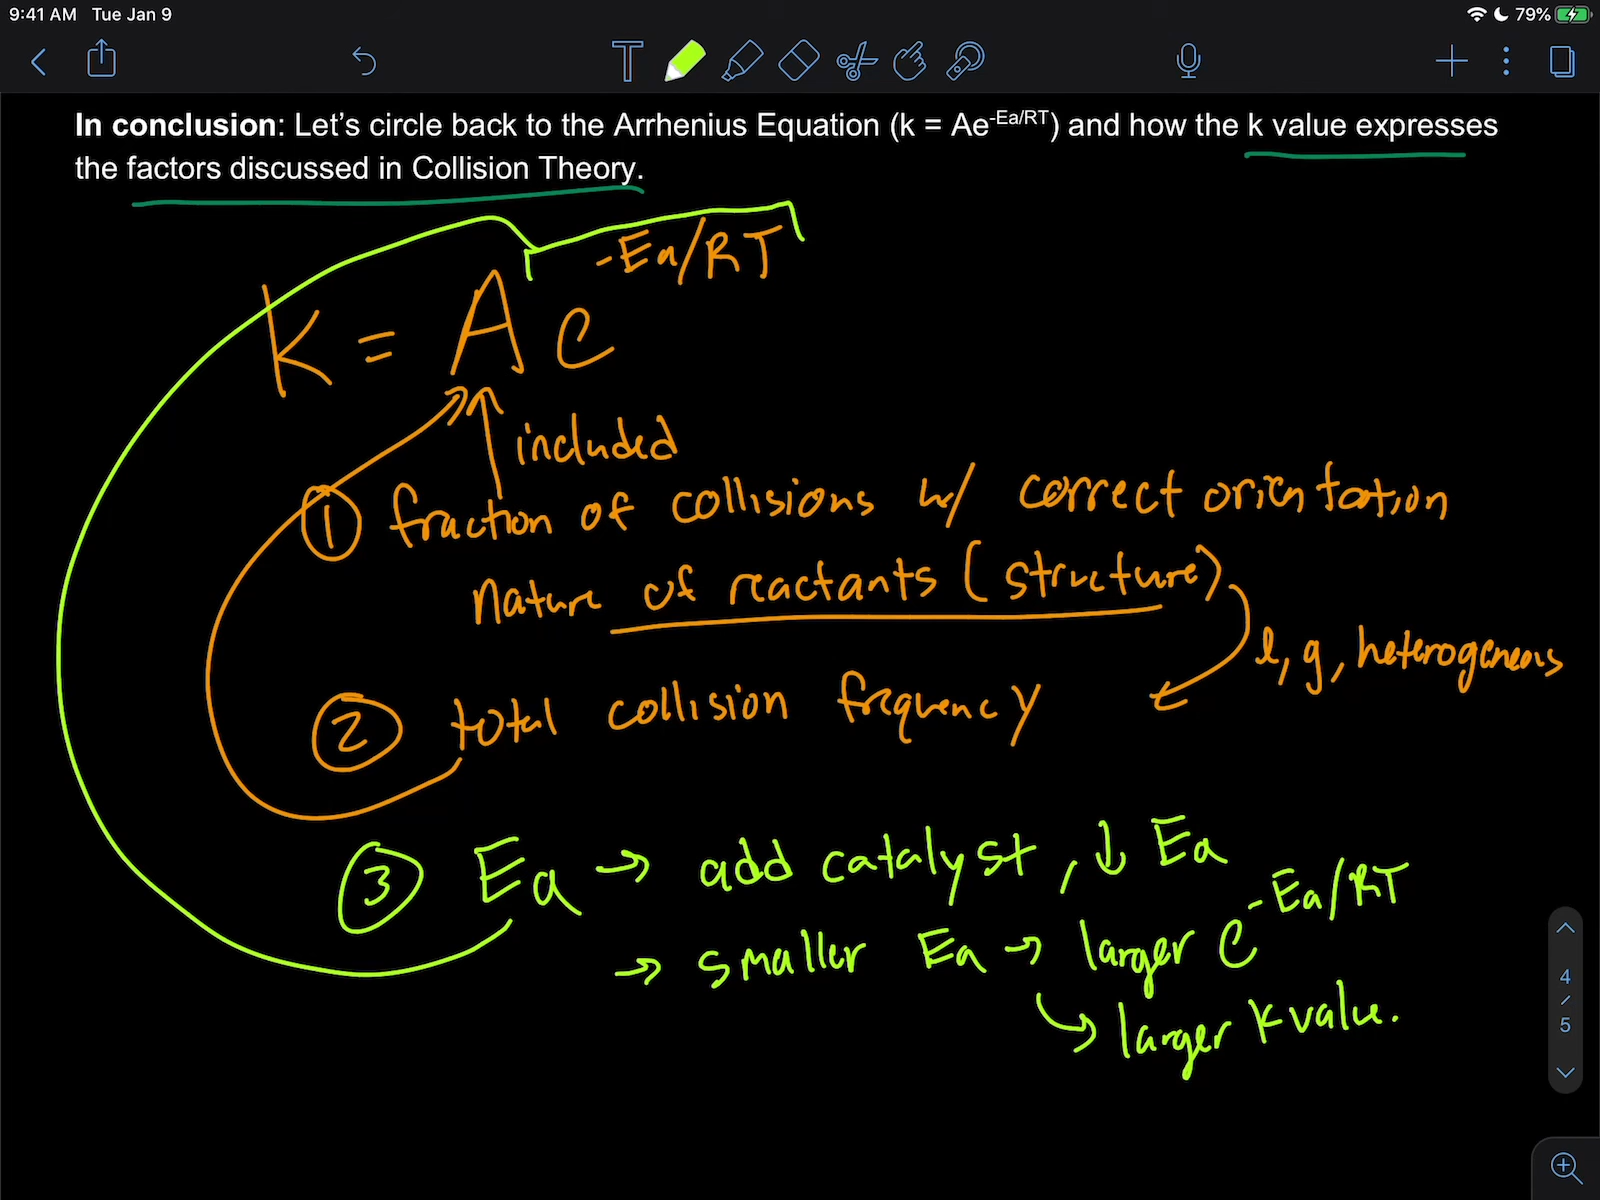 9:41 AM Tue Jan 9 79%
In conclusion: Let's circle back to the Arrhenius Equation (k = Ae^-Ea/RT) and how the k value expresses
the factors discussed in Collision Theory.
K = A e^-Ea/RT
included
① fraction of collisions w/ correct orientation
Nature of reactants (structure)
l, g, heterogeneous
② total collision frequency
③ Ea → add catalyst, ↓ Ea
→ smaller Ea → larger e^-Ea/RT
↳ larger k value.
4
/
5